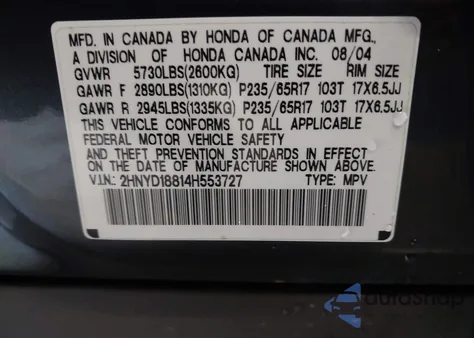 MFD. IN CANADA BY HONDA OF CANADA MFG.,
A DIVISION OF HONDA CANADA INC. 08/04
GVWR 5730LBS(2600KG) TIRE SIZE RIM SIZE
GAWR F 2890LBS(1310KG) P235/65R17 103T 17X6.5JJ
GAWR R 2945LBS(1335KG) P235/65R17 103T 17X6.5JJ
THIS VEHICLE CONFORMS TO ALL APPLICABLE
FEDERAL MOTOR VEHICLE SAFETY
AND THEFT PREVENTION STANDARDS IN EFFECT
ON THE DATE OF MANUFACTURE SHOWN ABOVE.
V.I.N.: 2HNYD18814H553727 TYPE: MPV
autoshop